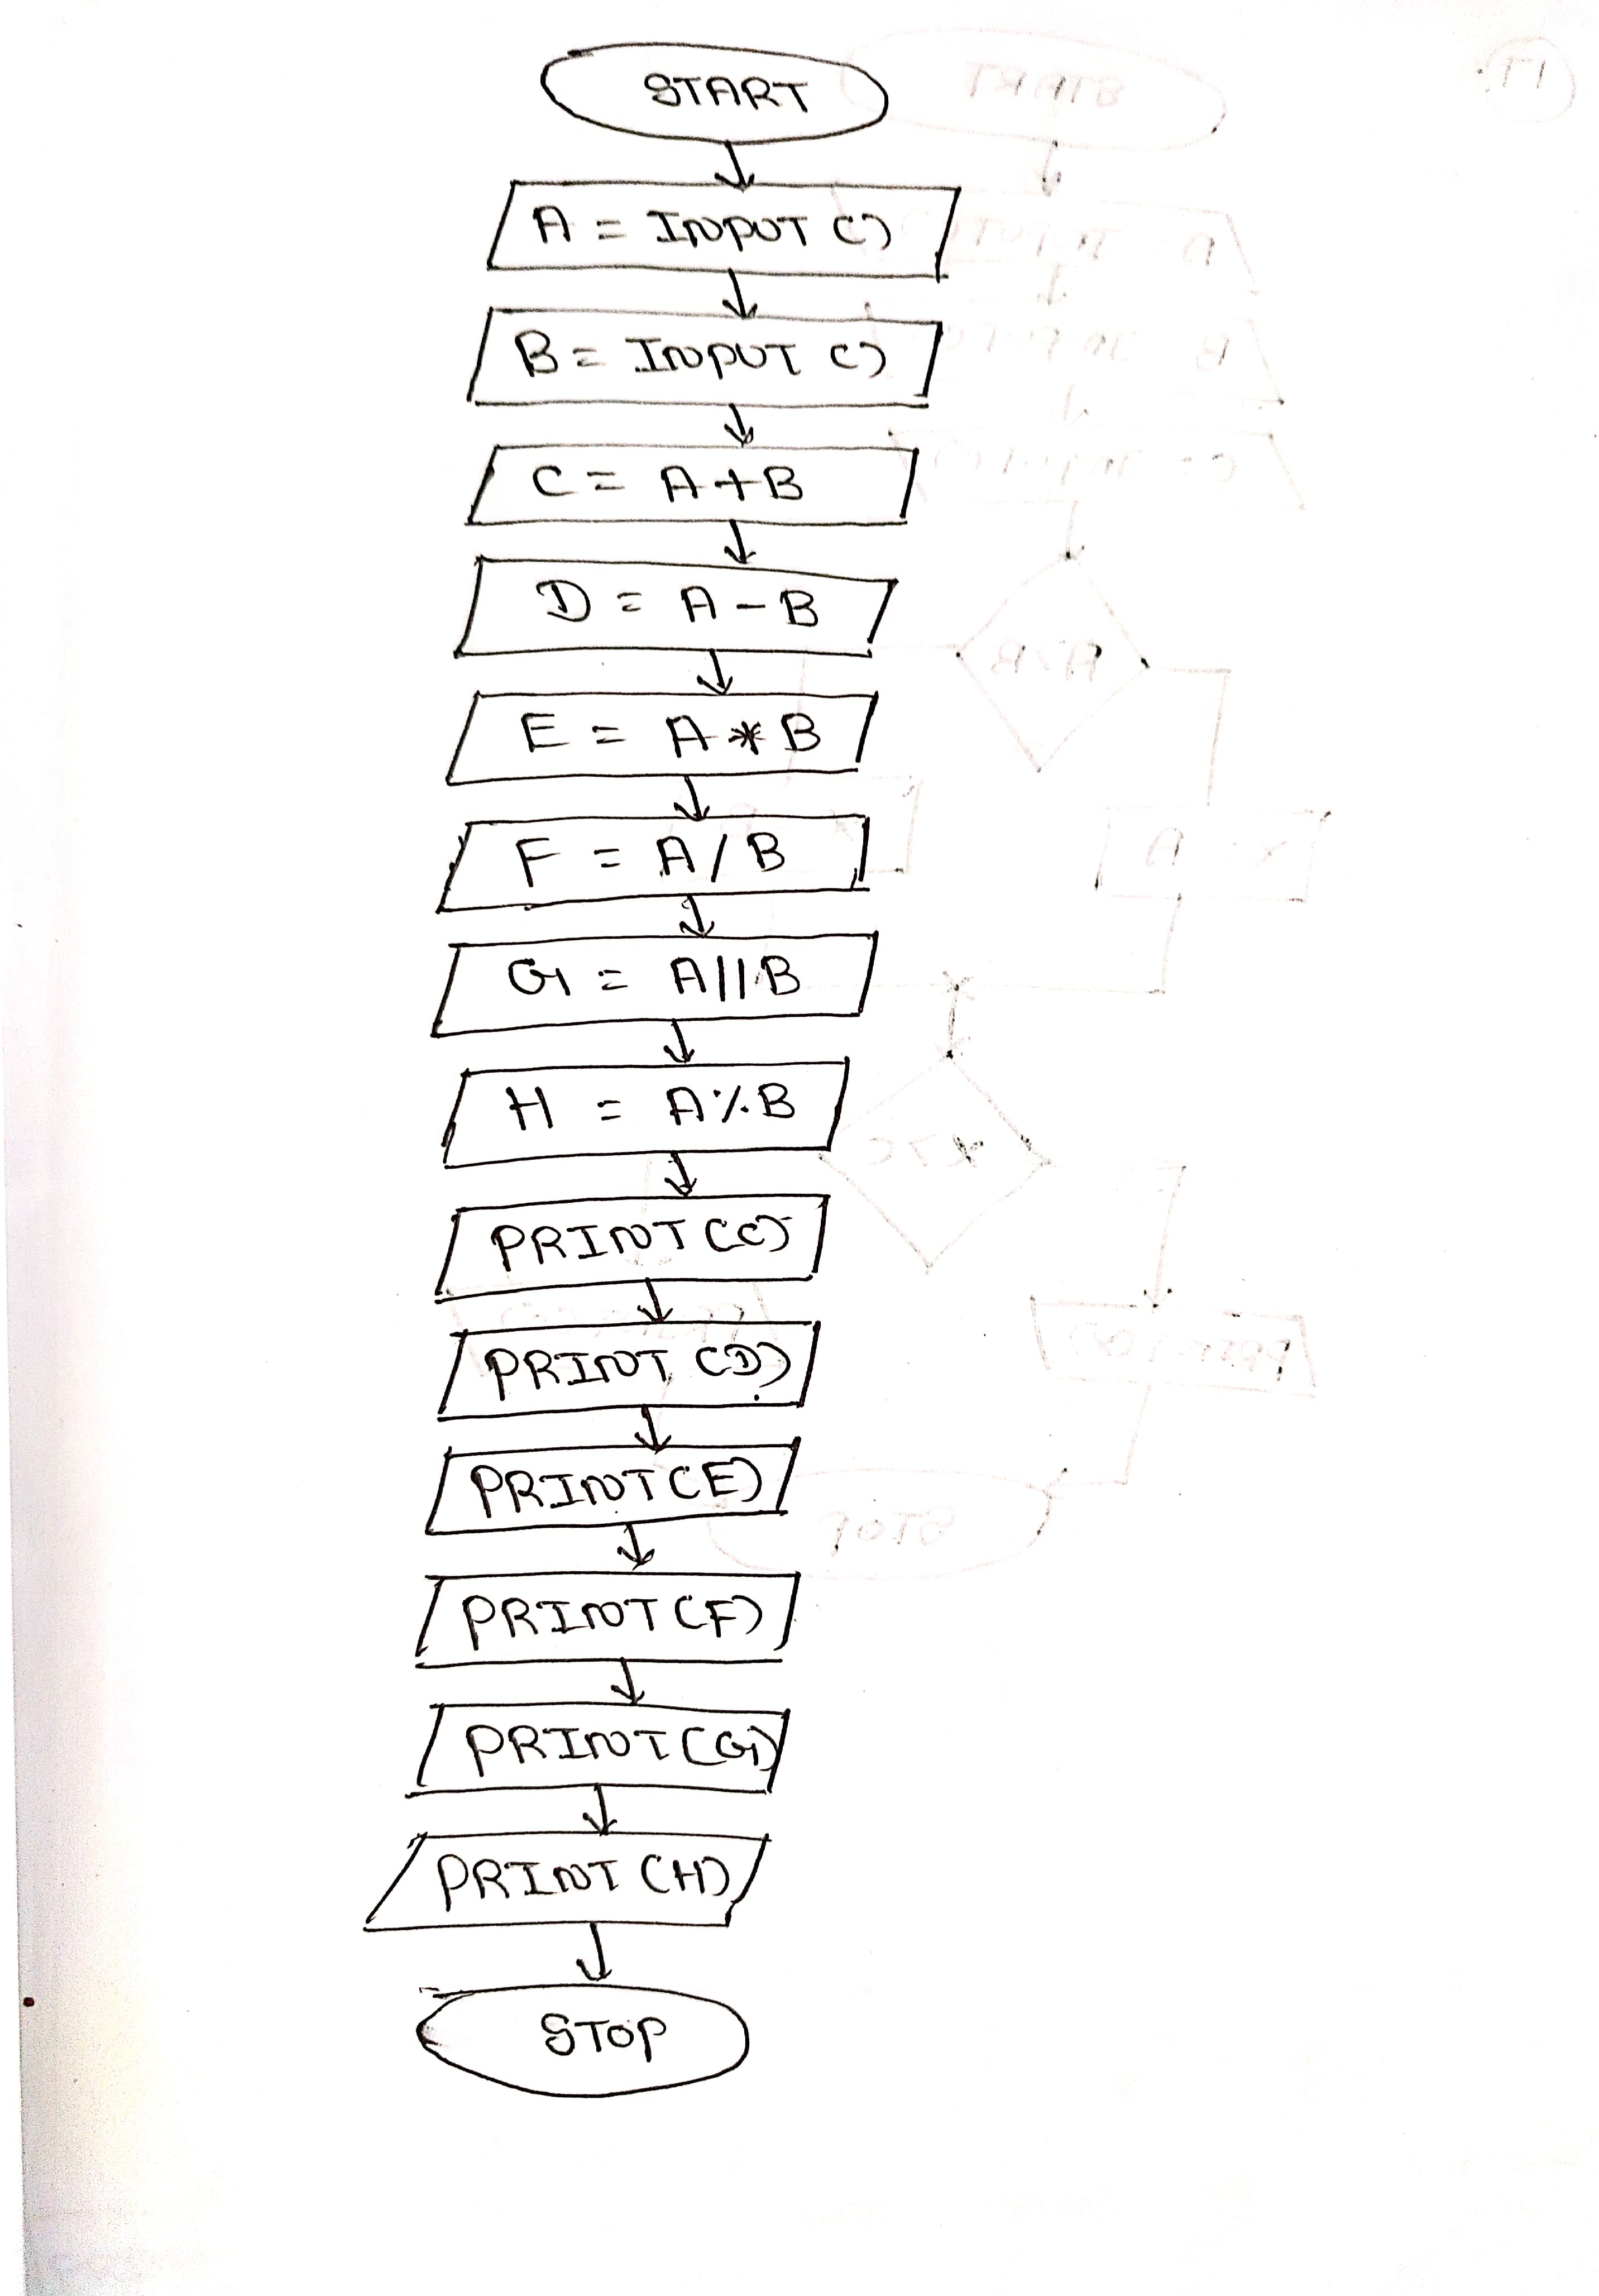 START
A = INPUT ()
B = INPUT ()
C = A+B
D = A-B
E = A*B
F = A/B
G = A||B
H = A%B
PRINT (C)
PRINT (D)
PRINT (E)
PRINT (F)
PRINT (G)
PRINT (H)
STOP